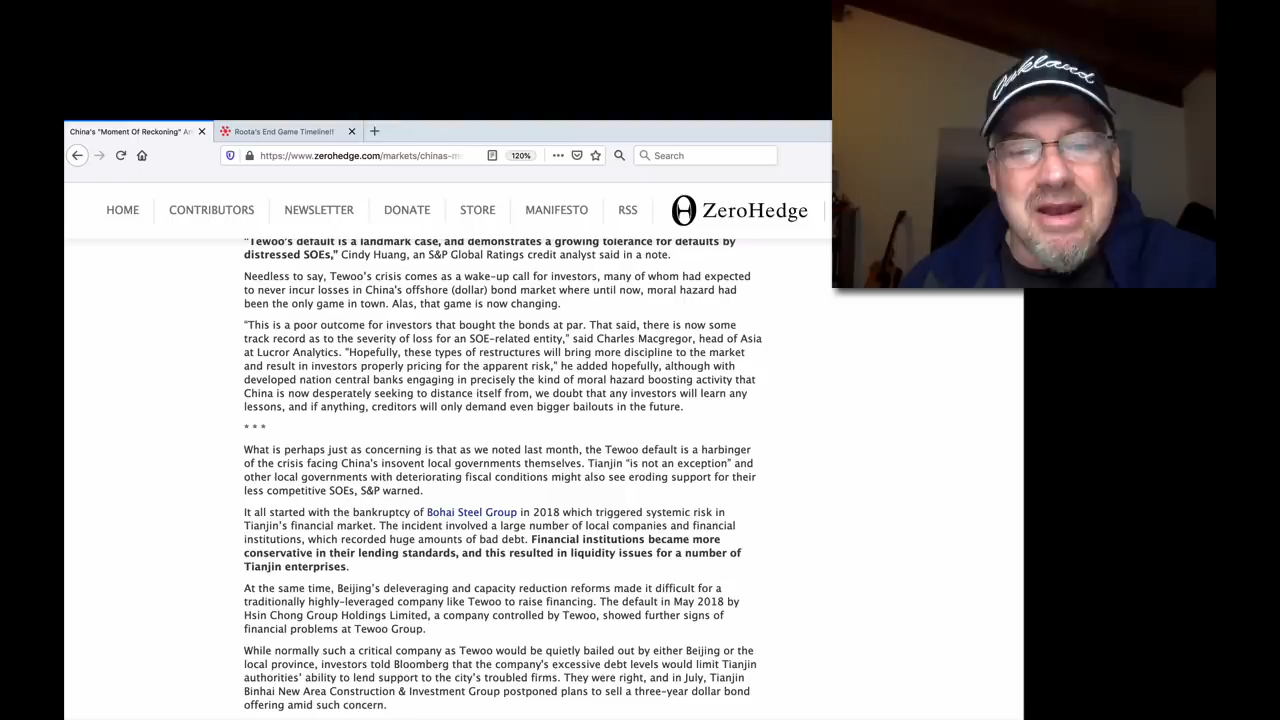 Oakland
China's "Moment Of Reckoning" Ar
Roota's End Game Timeline!!
https://www.zerohedge.com/markets/chinas-m
120%
Search
HOME
CONTRIBUTORS
NEWSLETTER
DONATE
STORE
MANIFESTO
RSS
ZeroHedge
"Tewoo's default is a landmark case, and demonstrates a growing tolerance for defaults by
distressed SOEs," Cindy Huang, an S&P Global Ratings credit analyst said in a note.
Needless to say, Tewoo's crisis comes as a wake-up call for investors, many of whom had expected
to never incur losses in China's offshore (dollar) bond market where until now, moral hazard had
been the only game in town. Alas, that game is now changing.
"This is a poor outcome for investors that bought the bonds at par. That said, there is now some
track record as to the severity of loss for an SOE-related entity," said Charles Macgregor, head of Asia
at Lucror Analytics. "Hopefully, these types of restructures will bring more discipline to the market
and result in investors properly pricing for the apparent risk," he added hopefully, although with
developed nation central banks engaging in precisely the kind of moral hazard boosting activity that
China is now desperately seeking to distance itself from, we doubt that any investors will learn any
lessons, and if anything, creditors will only demand even bigger bailouts in the future.
* * *
What is perhaps just as concerning is that as we noted last month, the Tewoo default is a harbinger
of the crisis facing China's insovent local governments themselves. Tianjin "is not an exception" and
other local governments with deteriorating fiscal conditions might also see eroding support for their
less competitive SOEs, S&P warned.
It all started with the bankruptcy of Bohai Steel Group in 2018 which triggered systemic risk in
Tianjin's financial market. The incident involved a large number of local companies and financial
institutions, which recorded huge amounts of bad debt. Financial institutions became more
conservative in their lending standards, and this resulted in liquidity issues for a number of
Tianjin enterprises.
At the same time, Beijing's deleveraging and capacity reduction reforms made it difficult for a
traditionally highly-leveraged company like Tewoo to raise financing. The default in May 2018 by
Hsin Chong Group Holdings Limited, a company controlled by Tewoo, showed further signs of
financial problems at Tewoo Group.
While normally such a critical company as Tewoo would be quietly bailed out by either Beijing or the
local province, investors told Bloomberg that the company's excessive debt levels would limit Tianjin
authorities' ability to lend support to the city's troubled firms. They were right, and in July, Tianjin
Binhai New Area Construction & Investment Group postponed plans to sell a three-year dollar bond
offering amid such concern.